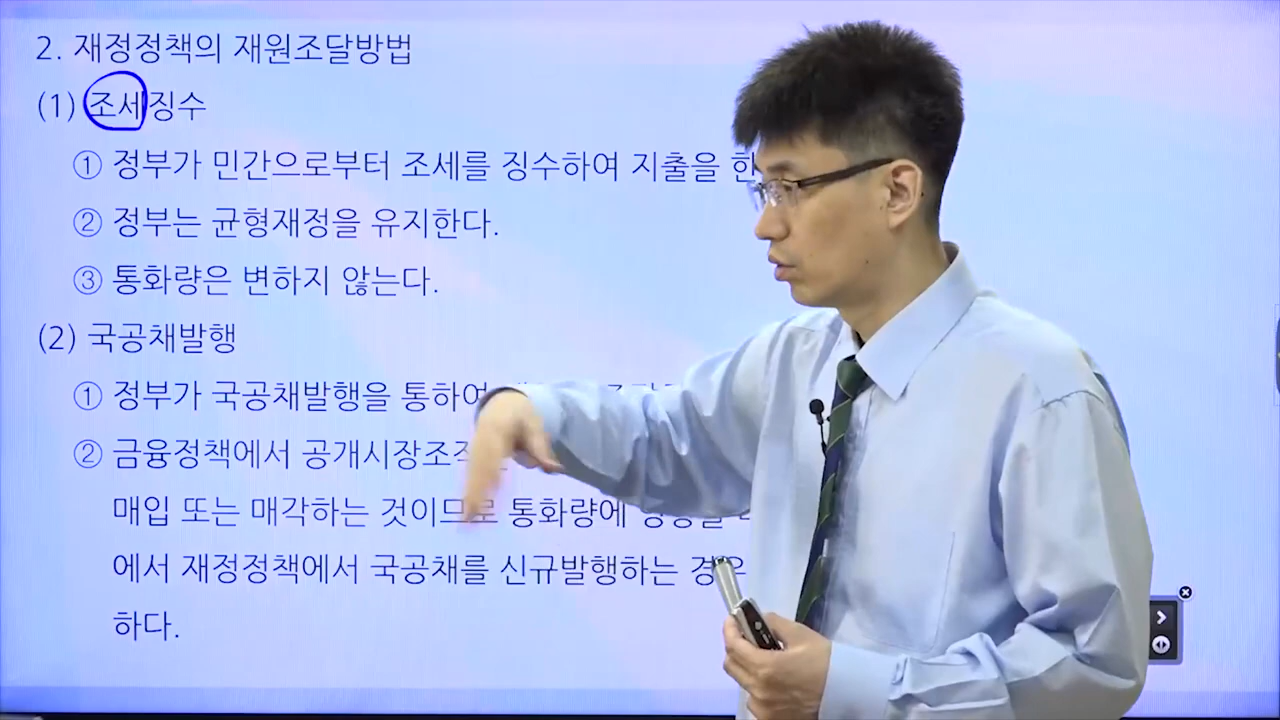 2. 재정정책의 재원조달방법
(1) 조세징수
① 정부가 민간으로부터 조세를 징수하여 지출을 한
② 정부는 균형재정을 유지한다.
③ 통화량은 변하지 않는다.
(2) 국공채발행
① 정부가 국공채발행을 통하여
② 금융정책에서
매입 또는 매각하는 것이므로 통화량에
에서 재정정책에서 국공채를 신규발행하는 경우
하다.